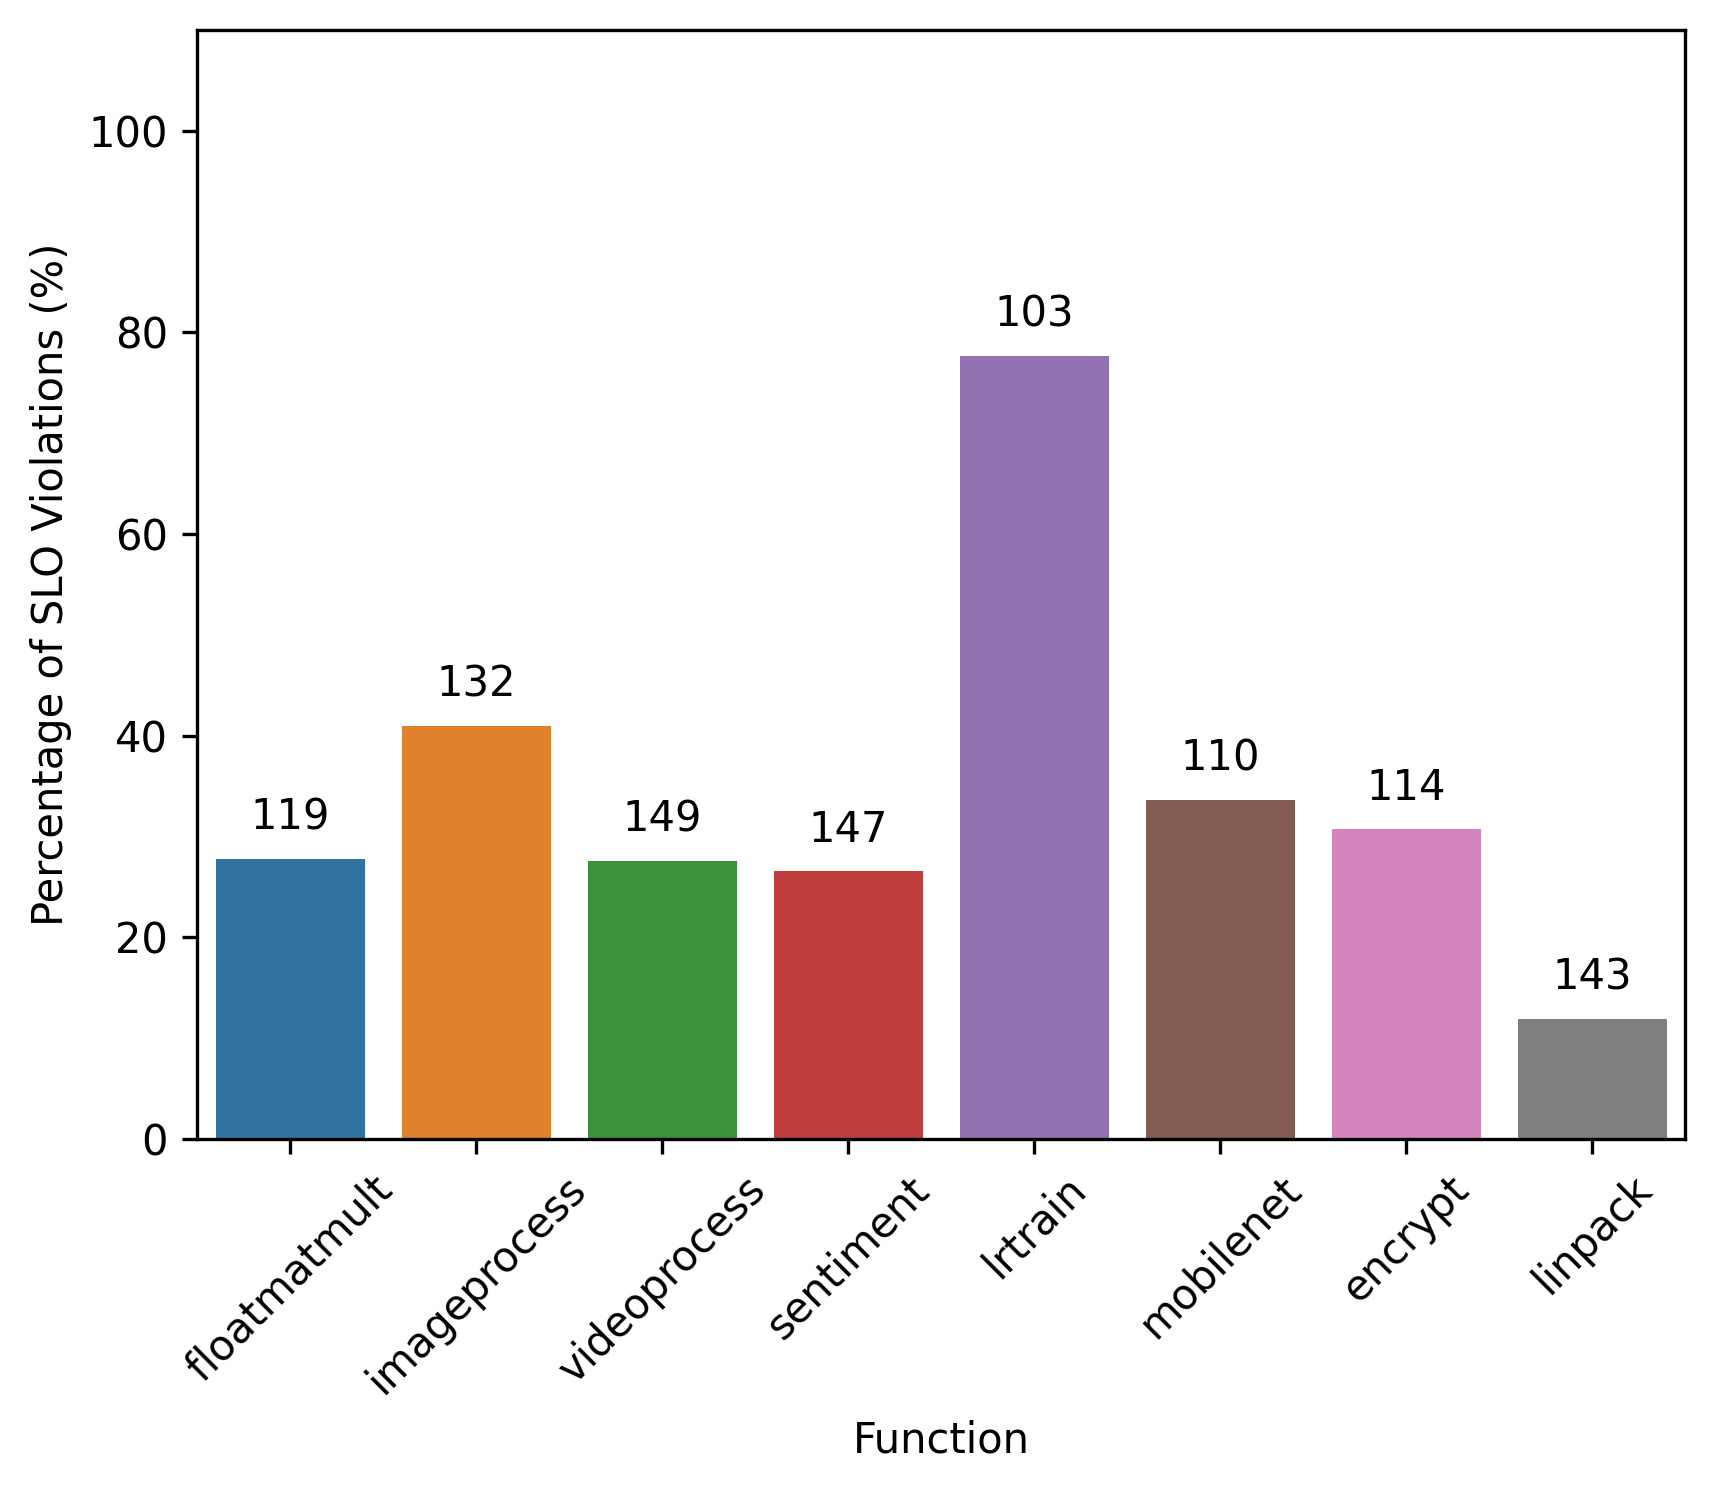 Percentage of SLO Violations (%)
100
80
60
40
20
0
119
132
149
147
103
110
114
143
floatmatmult
imageprocess
videoprocess
sentiment
lrtrain
mobilenet
encrypt
linpack
Function